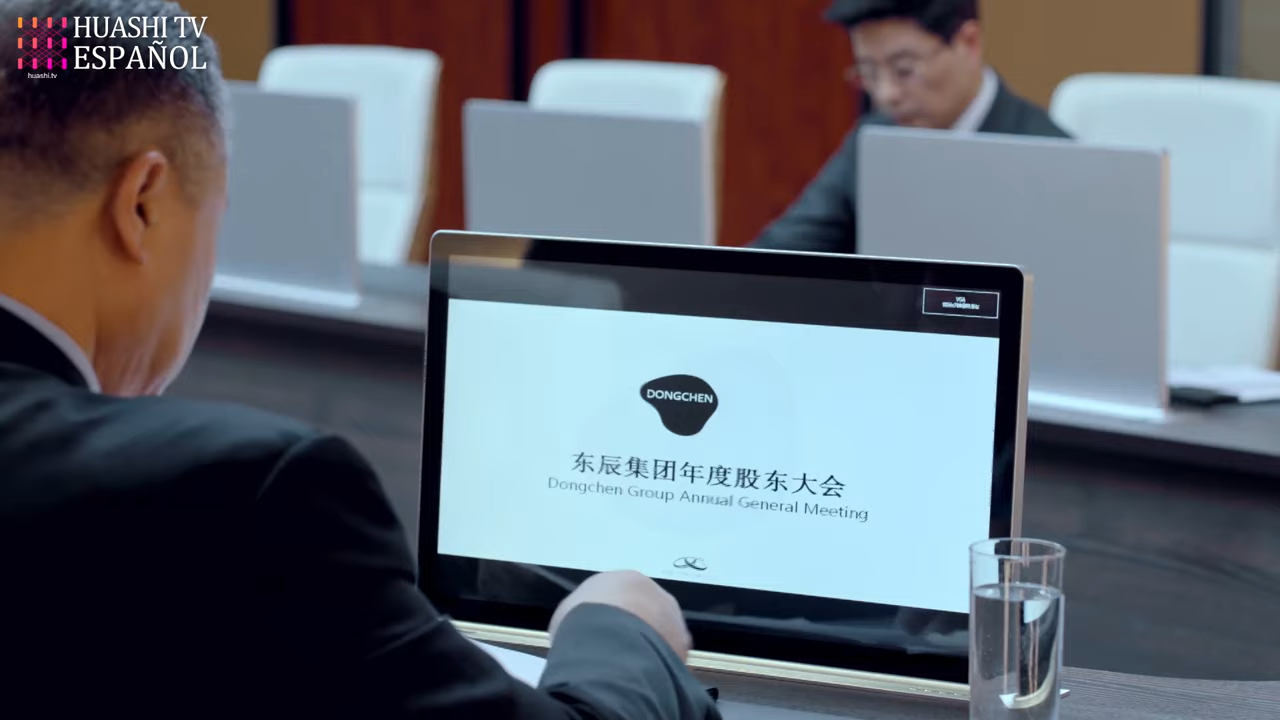 HUASHI TV
ESPAÑOL
huashi.tv
VGA
DONGCHEN
东辰集团年度股东大会
Dongchen Group Annual General Meeting